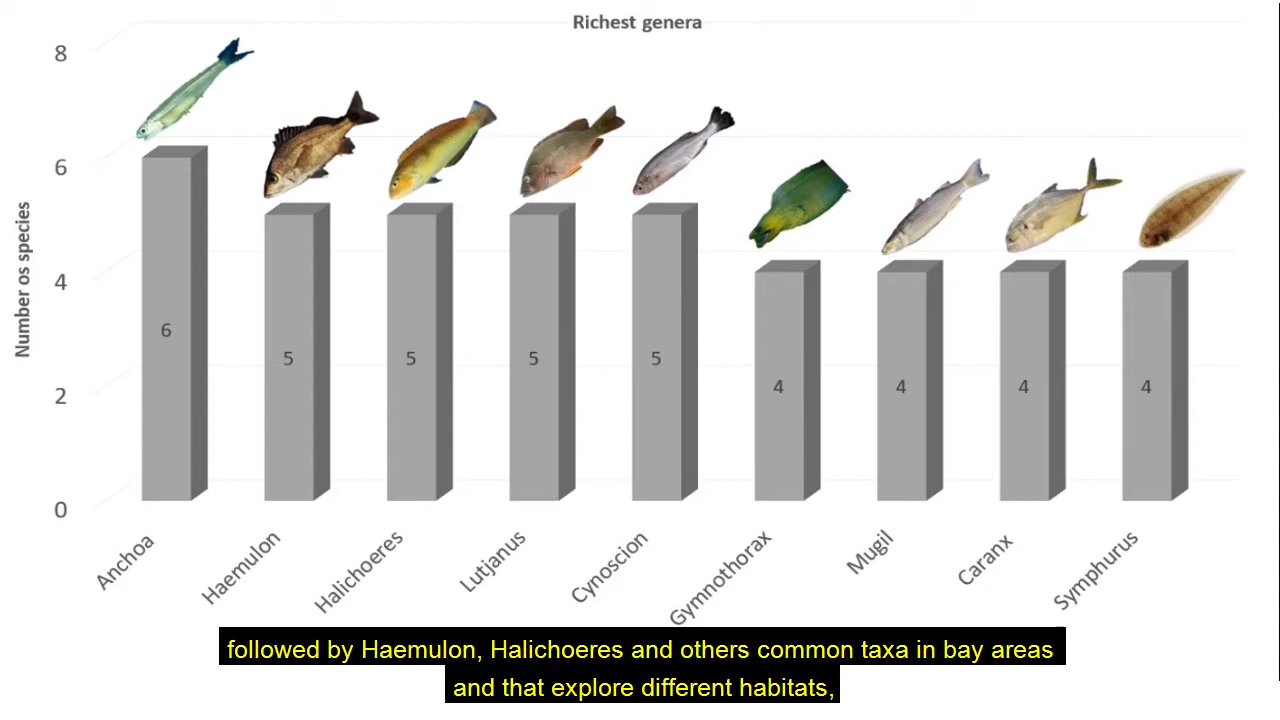 Richest genera
8
6
4
2
0
Number os species
6
5
5
5
5
4
4
4
4
Anchoa
Haemulon
Halichoeres
Lutjanus
Cynoscion
Gymnothorax
Mugil
Caranx
Symphurus
followed by Haemulon, Halichoeres and others common taxa in bay areas
and that explore different habitats,